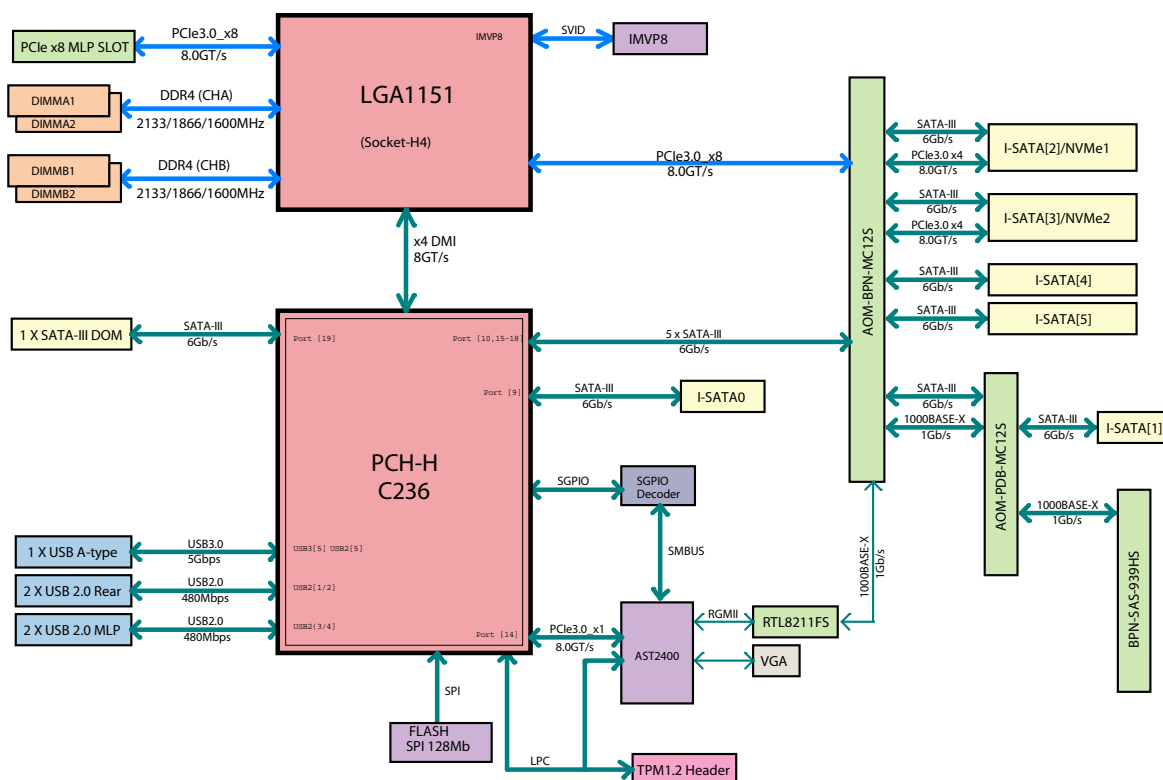 PCIe x8 MLP SLOT
PCIe3.0_x8
8.0GT/s
DIMMA1
DIMMA2
DDR4 (CHA)
2133/1866/1600MHz
DIMMB1
DIMMB2
DDR4 (CHB)
2133/1866/1600MHz
IMVP8
LGA1151
(Socket-H4)
SVID
IMVP8
PCIe3.0_x8
8.0GT/s
x4 DMI
8GT/s
AOM-BPN-MC12S
SATA-III
6Gb/s
PCIe3.0 x4
8.0GT/s
I-SATA[2]/NVMe1
SATA-III
6Gb/s
PCIe3.0 x4
8.0GT/s
I-SATA[3]/NVMe2
SATA-III
6Gb/s
I-SATA[4]
SATA-III
6Gb/s
I-SATA[5]
SATA-III
6Gb/s
1000BASE-X
1Gb/s
AOM-PDB-MC12S
SATA-III
6Gb/s
I-SATA[1]
1000BASE-X
1Gb/s
BPN-SAS-939HS
1 X SATA-III DOM
SATA-III
6Gb/s
Port [19]
Port [10,15-18]
5 x SATA-III
6Gb/s
Port [9]
SATA-III
6Gb/s
I-SATA0
PCH-H
C236
SGPIO
SGPIO
Decoder
SMBUS
1000BASE-X
1Gb/s
1 X USB A-type
USB3.0
5Gbps
USB3[5] USB2[5]
2 X USB 2.0 Rear
USB2.0
480Mbps
USB2[1/2]
2 X USB 2.0 MLP
USB2.0
480Mbps
USB2(3/4]
Port [14]
PCIe3.0_x1
8.0GT/s
AST2400
RGMII
RTL8211FS
VGA
SPI
FLASH
SPI 128Mb
LPC
TPM1.2 Header